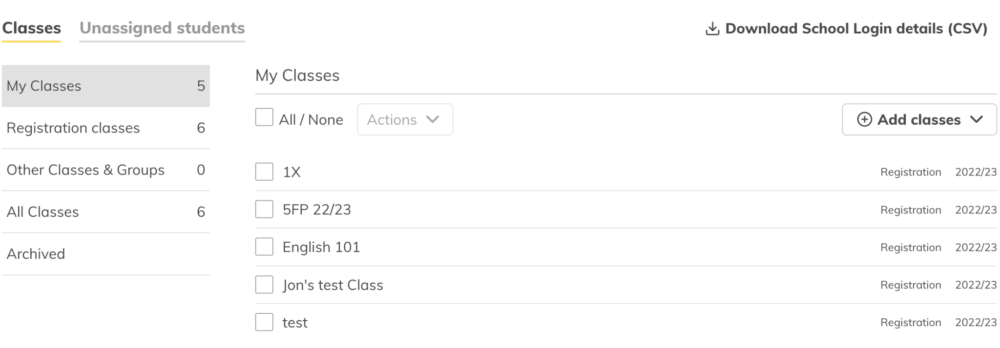 Classes Unassigned students Download School Login details (CSV)
My Classes 5
Registration classes 6
Other Classes & Groups 0
All Classes 6
Archived
My Classes
All / None Actions Add classes
1X Registration 2022/23
5FP 22/23 Registration 2022/23
English 101 Registration 2022/23
Jon's test Class Registration 2022/23
test Registration 2022/23